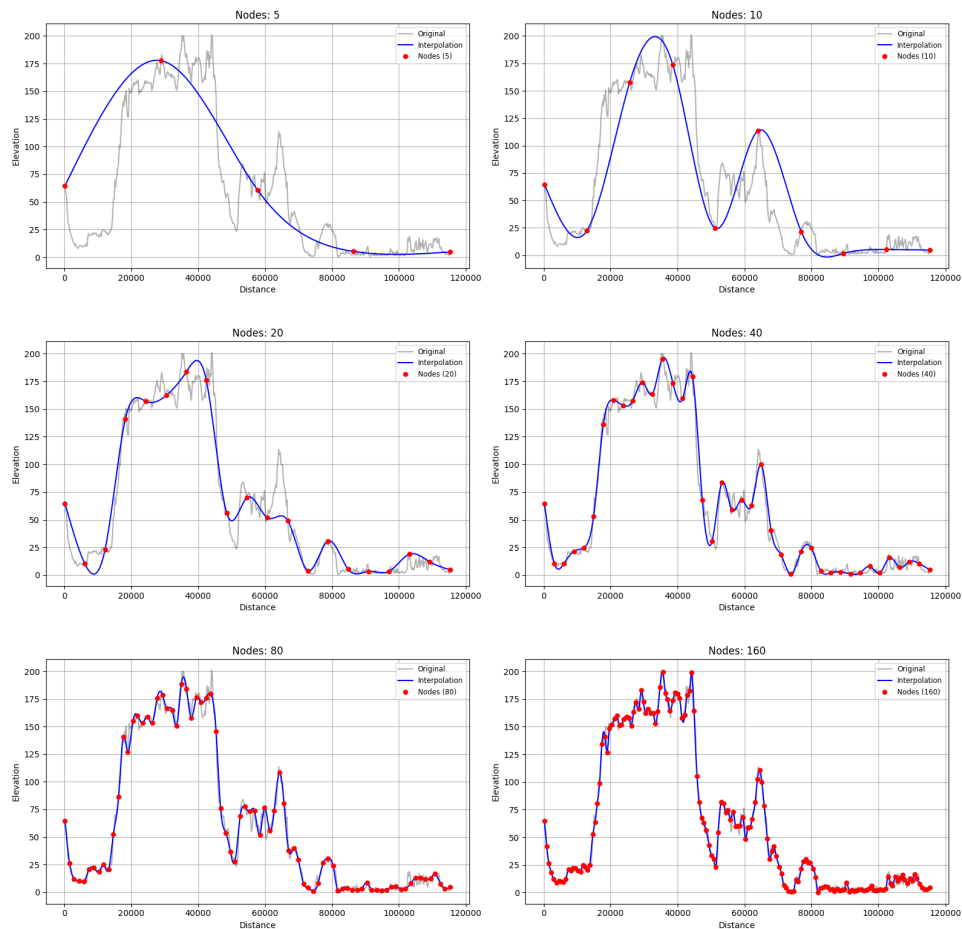 Nodes: 5
Elevation
200
175
150
125
100
75
50
25
0
Original
Interpolation
Nodes (5)
0 20000 40000 60000 80000 100000 120000
Distance
Nodes: 10
Elevation
200
175
150
125
100
75
50
25
0
Original
Interpolation
Nodes (10)
0 20000 40000 60000 80000 100000 120000
Distance
Nodes: 20
Elevation
200
175
150
125
100
75
50
25
0
Original
Interpolation
Nodes (20)
0 20000 40000 60000 80000 100000 120000
Distance
Nodes: 40
Elevation
200
175
150
125
100
75
50
25
0
Original
Interpolation
Nodes (40)
0 20000 40000 60000 80000 100000 120000
Distance
Nodes: 80
Elevation
200
175
150
125
100
75
50
25
0
Original
Interpolation
Nodes (80)
0 20000 40000 60000 80000 100000 120000
Distance
Nodes: 160
Elevation
200
175
150
125
100
75
50
25
0
Original
Interpolation
Nodes (160)
0 20000 40000 60000 80000 100000 120000
Distance